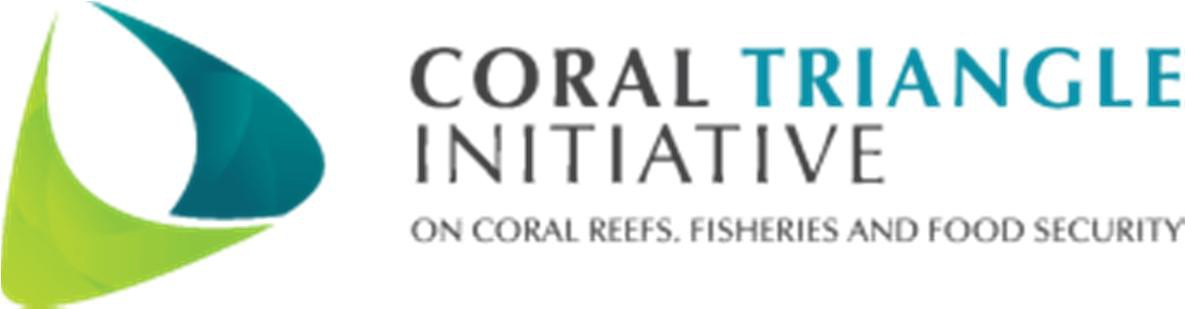 CORAL TRIANGLE
INITIATIVE
ON CORAL REEFS, FISHERIES AND FOOD SECURITY